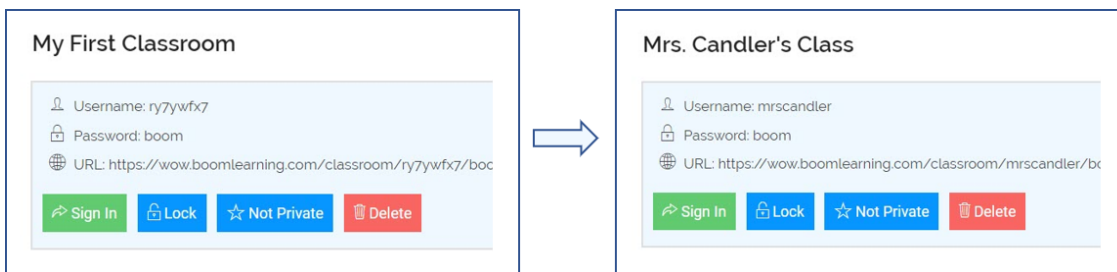 My First Classroom
Username: ry7ywfx7
Password: boom
URL: https://wow.boomlearning.com/classroom/ry7ywfx7/boo
Sign In
Lock
Not Private
Delete
Mrs. Candler's Class
Username: mrscandler
Password: boom
URL: https://wow.boomlearning.com/classroom/mrscandler/bo
Sign In
Lock
Not Private
Delete